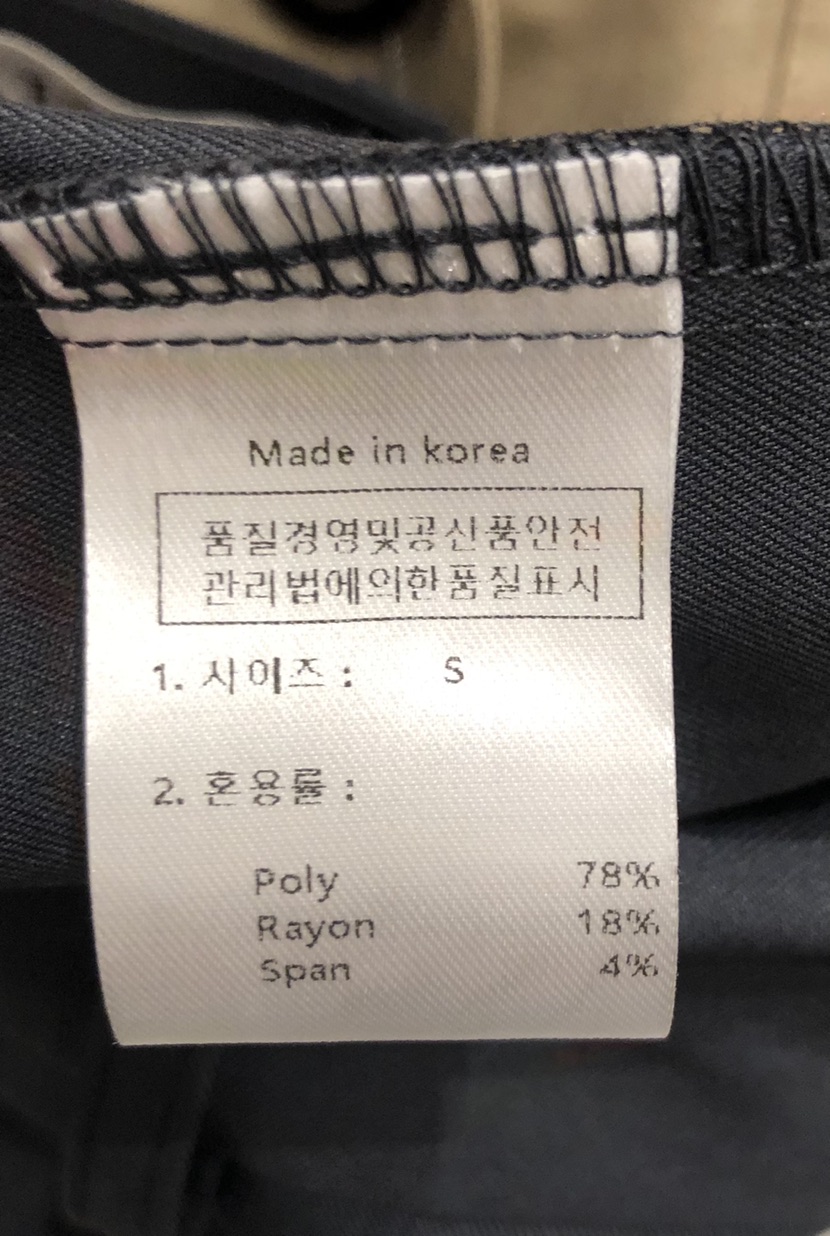 Made in korea
품질경영및공신품안전
관리법에의한품질표시
1. 사이즈 : S
2. 혼용률 :
Poly 78%
Rayon 18%
Span 4%